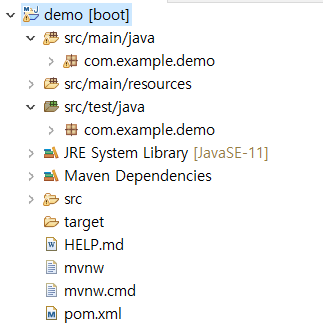 demo [boot]
src/main/java
com.example.demo
src/main/resources
src/test/java
com.example.demo
JRE System Library [JavaSE-11]
Maven Dependencies
src
target
HELP.md
mvnw
mvnw.cmd
pom.xml